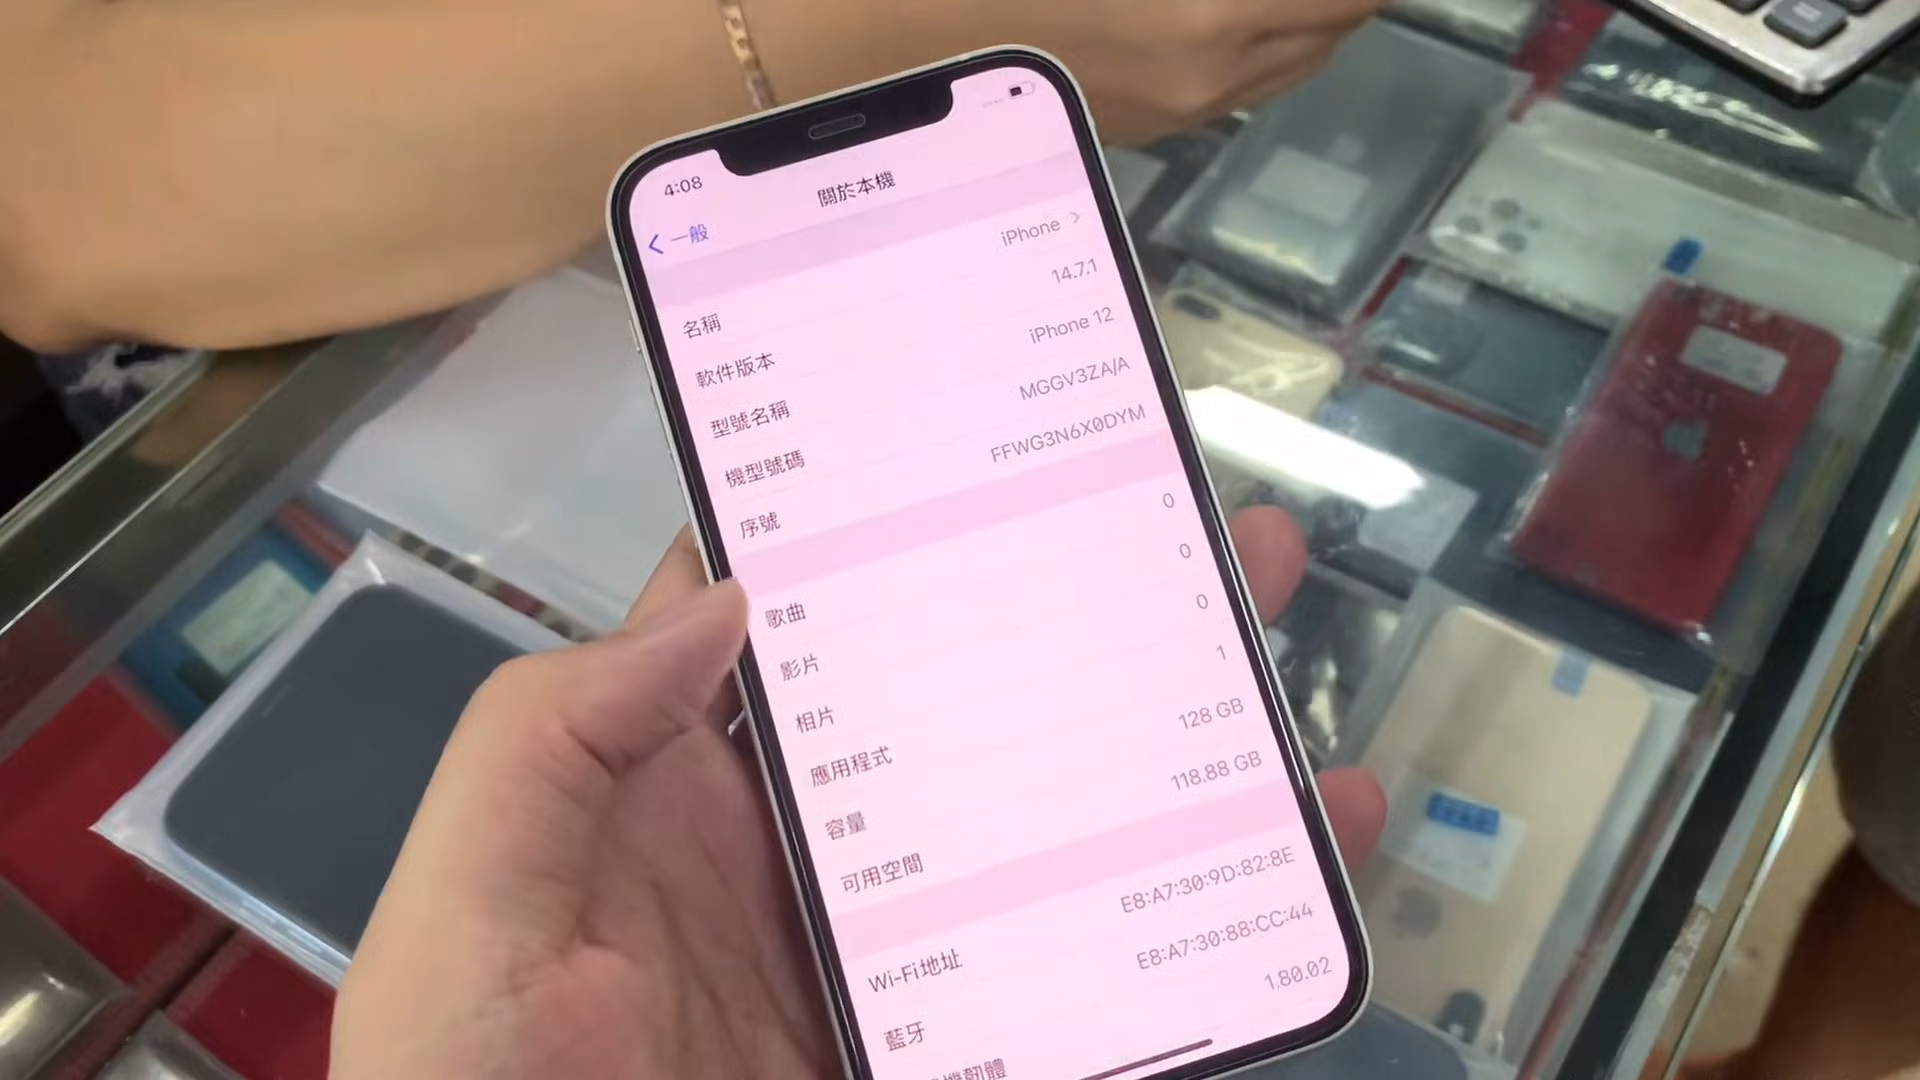 4:08
一般
關於本機
名稱 iPhone
軟件版本 14.7.1
型號名稱 iPhone 12
機型號碼 MGGV3ZA/A
序號 FFWG3N6X0DYM
歌曲 0
影片 0
相片 0
應用程式 1
容量 128 GB
可用空間 118.88 GB
Wi-Fi地址 E8:A7:30:9D:82:8E
藍牙 E8:A7:30:88:CC:44
機韌體 1.80.02